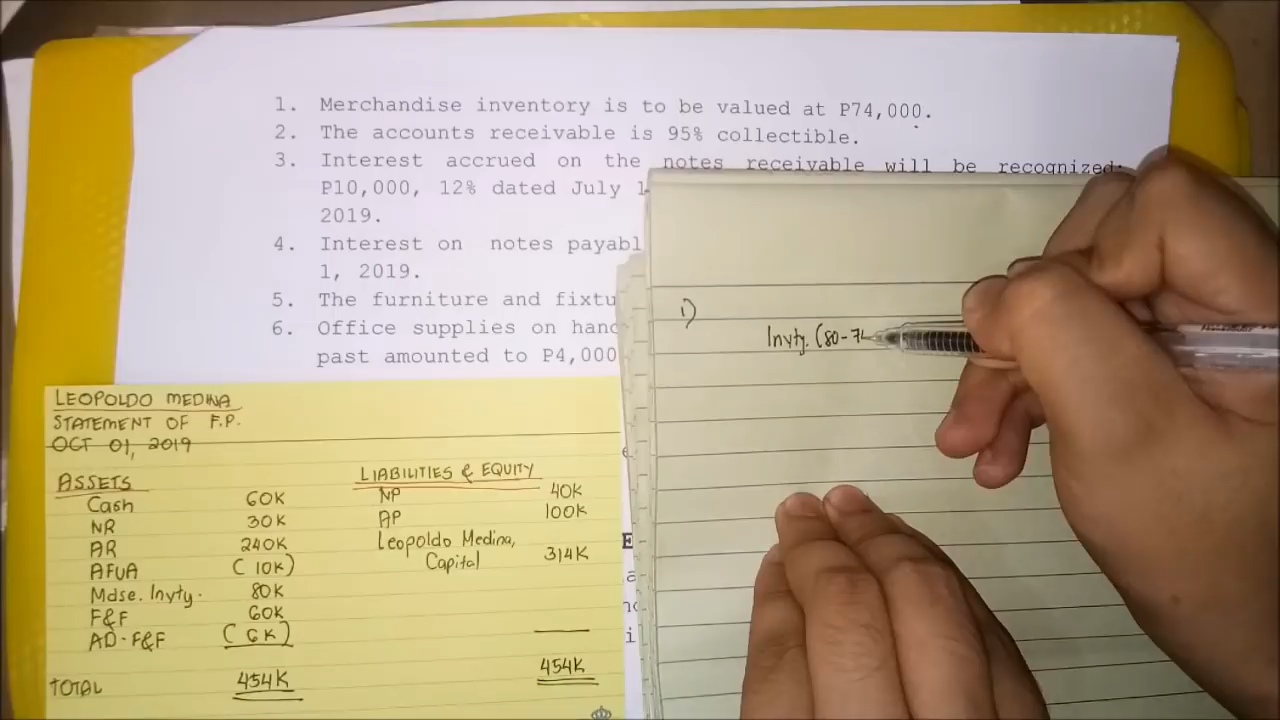 1. Merchandise inventory is to be valued at P74,000.
2. The accounts receivable is 95% collectible.
3. Interest accrued on the notes receivable will be recognized:
P10,000, 12% dated July 1
2019.
4. Interest on notes payabl
1, 2019.
5. The furniture and fixtu
6. Office supplies on hand
past amounted to P4,000
1)
Invty. (80-74
LEOPOLDO MEDINA
STATEMENT OF F.P.
OCT 01, 2019
ASSETS
Cash 60K
NR 30K
AR 240K
AFUA (10K)
Mdse. Invty. 80K
F&F 60K
AD-F&F (6K)
TOTAL 454K
LIABILITIES & EQUITY
NP 40K
AP 100K
Leopoldo Medina,
Capital 314K
454K